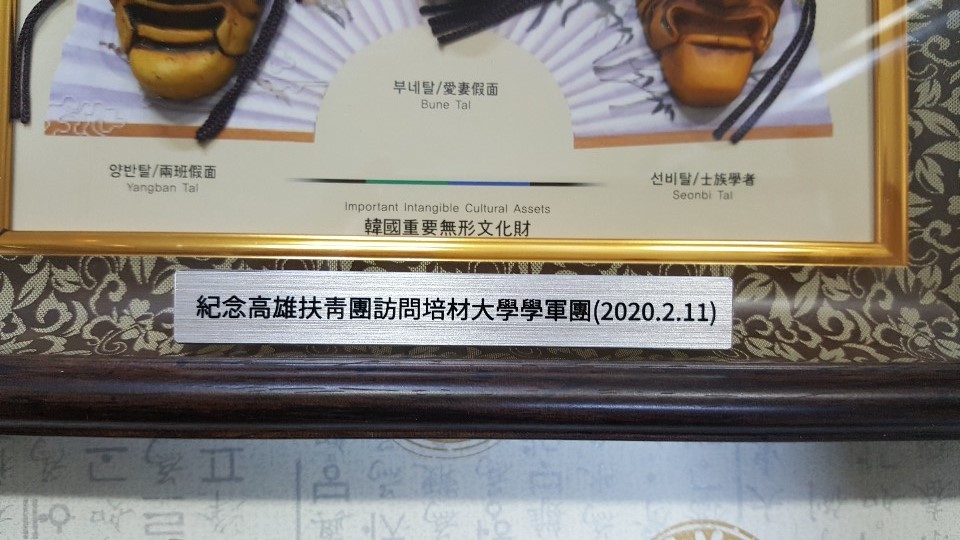 부네탈/愛妻假面
Bune Tal
양반탈/兩班假面
Yangban Tal
선비탈/士族學者
Seonbi Tal
Important Intangible Cultural Assets
韓國重要無形文化財
紀念高雄扶靑團訪問培材大學學軍團(2020.2.11)